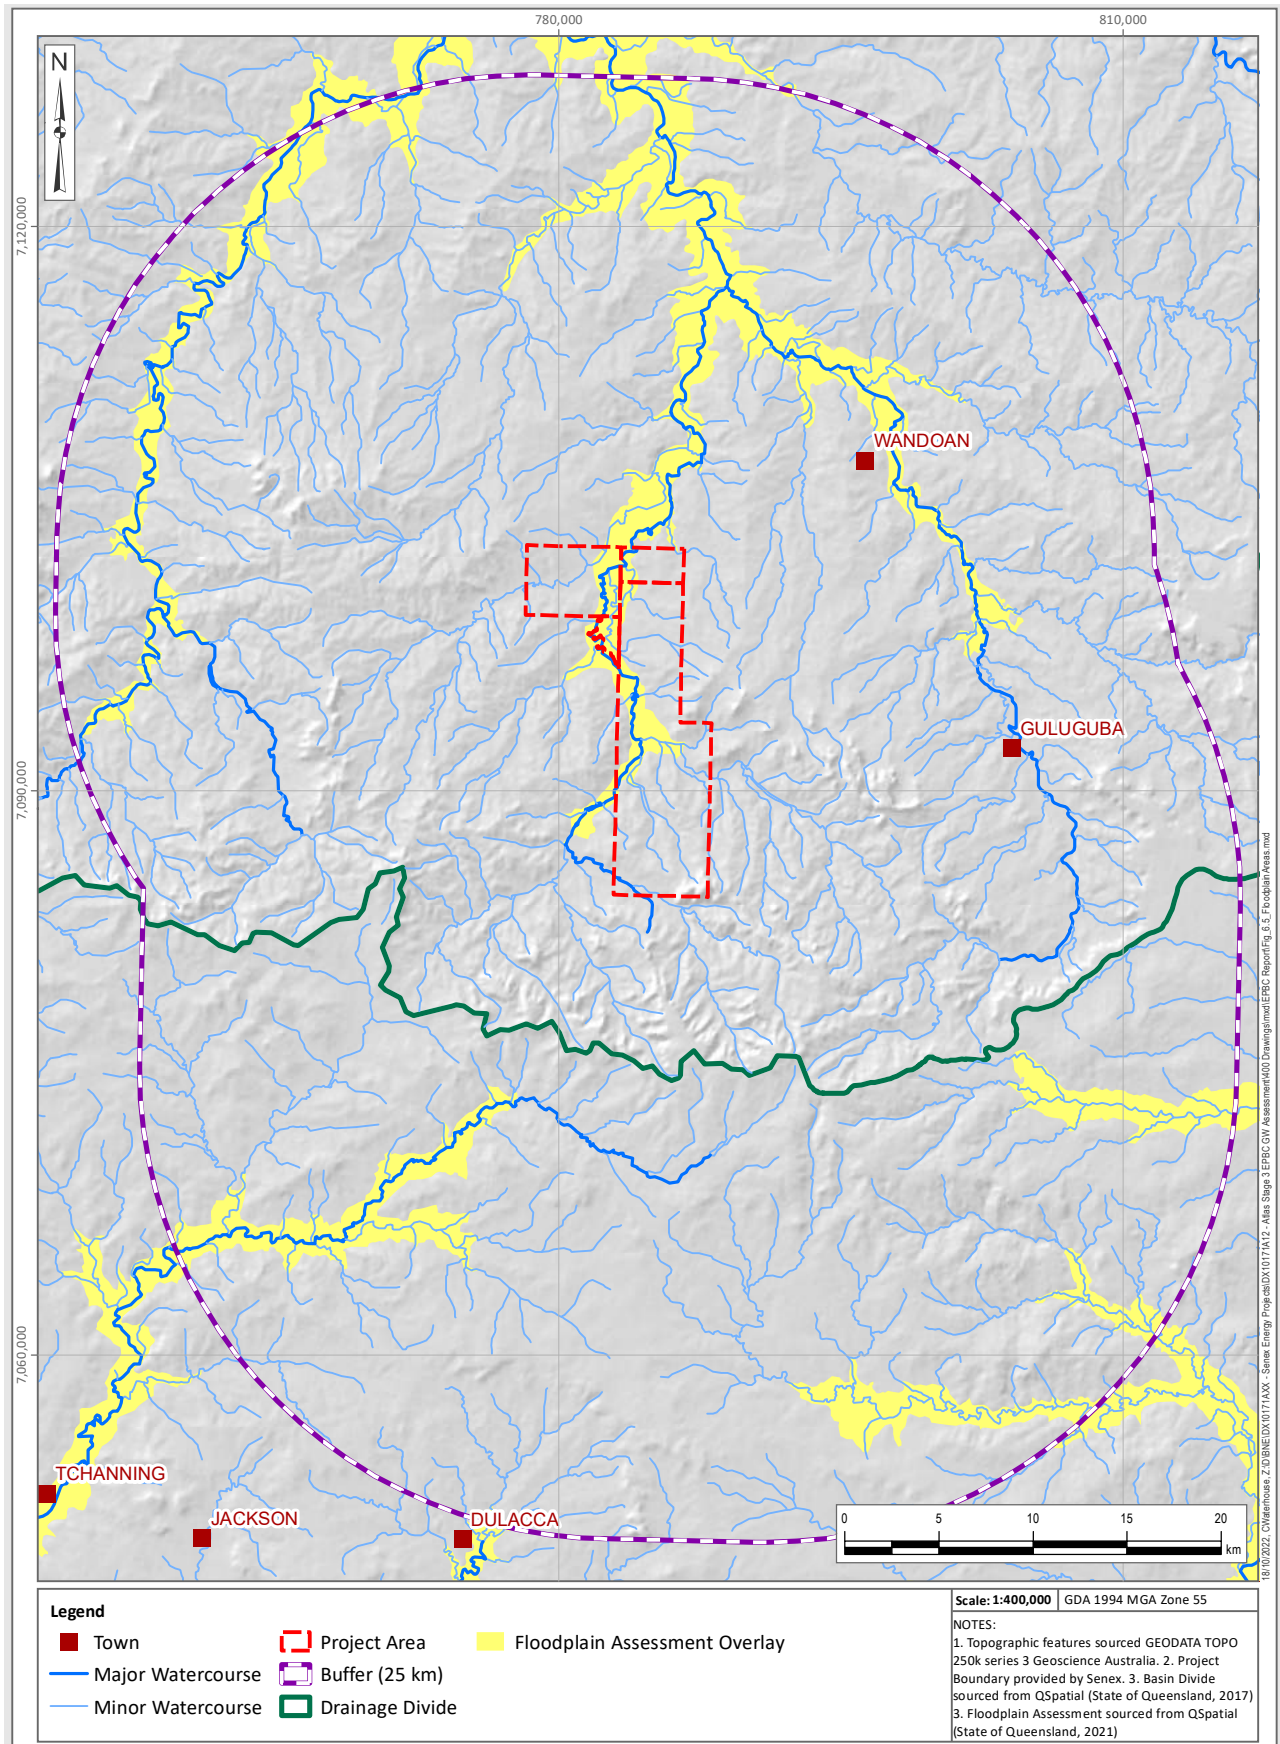 780,000
810,000
N
7,120,000
WANDOAN
GULUGUBA
7,090,000
7,060,000
TCHANNING
JACKSON
DULACCA
0 5 10 15 20
km
18/10/2022, CWaterhouse, Z:\D\BNE\DX10171AXX - Senex Energy Projects\DX10171A12 - Atlas Stage 3 EPBC GW Assessment\400 Drawings\mxd\EPBC Report\Fig_6.5_Floodplain Areas.mxd
Legend
Town
Major Watercourse
Minor Watercourse
Project Area
Buffer (25 km)
Drainage Divide
Floodplain Assessment Overlay
Scale: 1:400,000 GDA 1994 MGA Zone 55
NOTES:
1. Topographic features sourced GEODATA TOPO
250k series 3 Geoscience Australia. 2. Project
Boundary provided by Senex. 3. Basin Divide
sourced from QSpatial (State of Queensland, 2017)
3. Floodplain Assessment sourced from QSpatial
(State of Queensland, 2021)